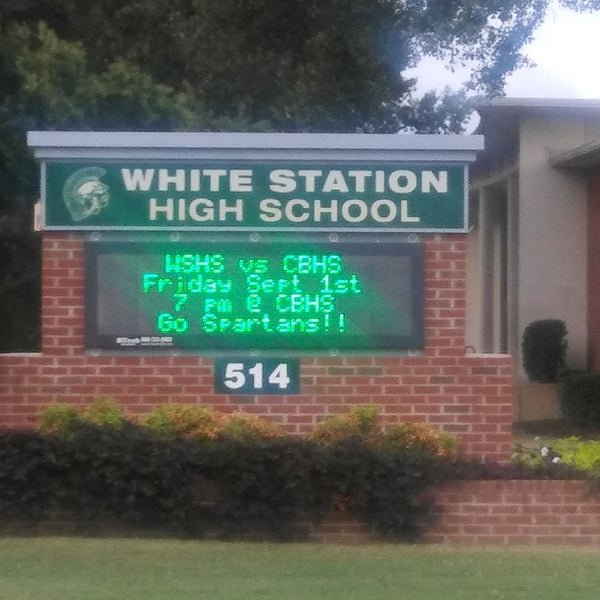 WHITE STATION
HIGH SCHOOL
WSHS vs CBHS
Friday Sept 1st
7 pm @ CBHS
Go Spartans!!
514